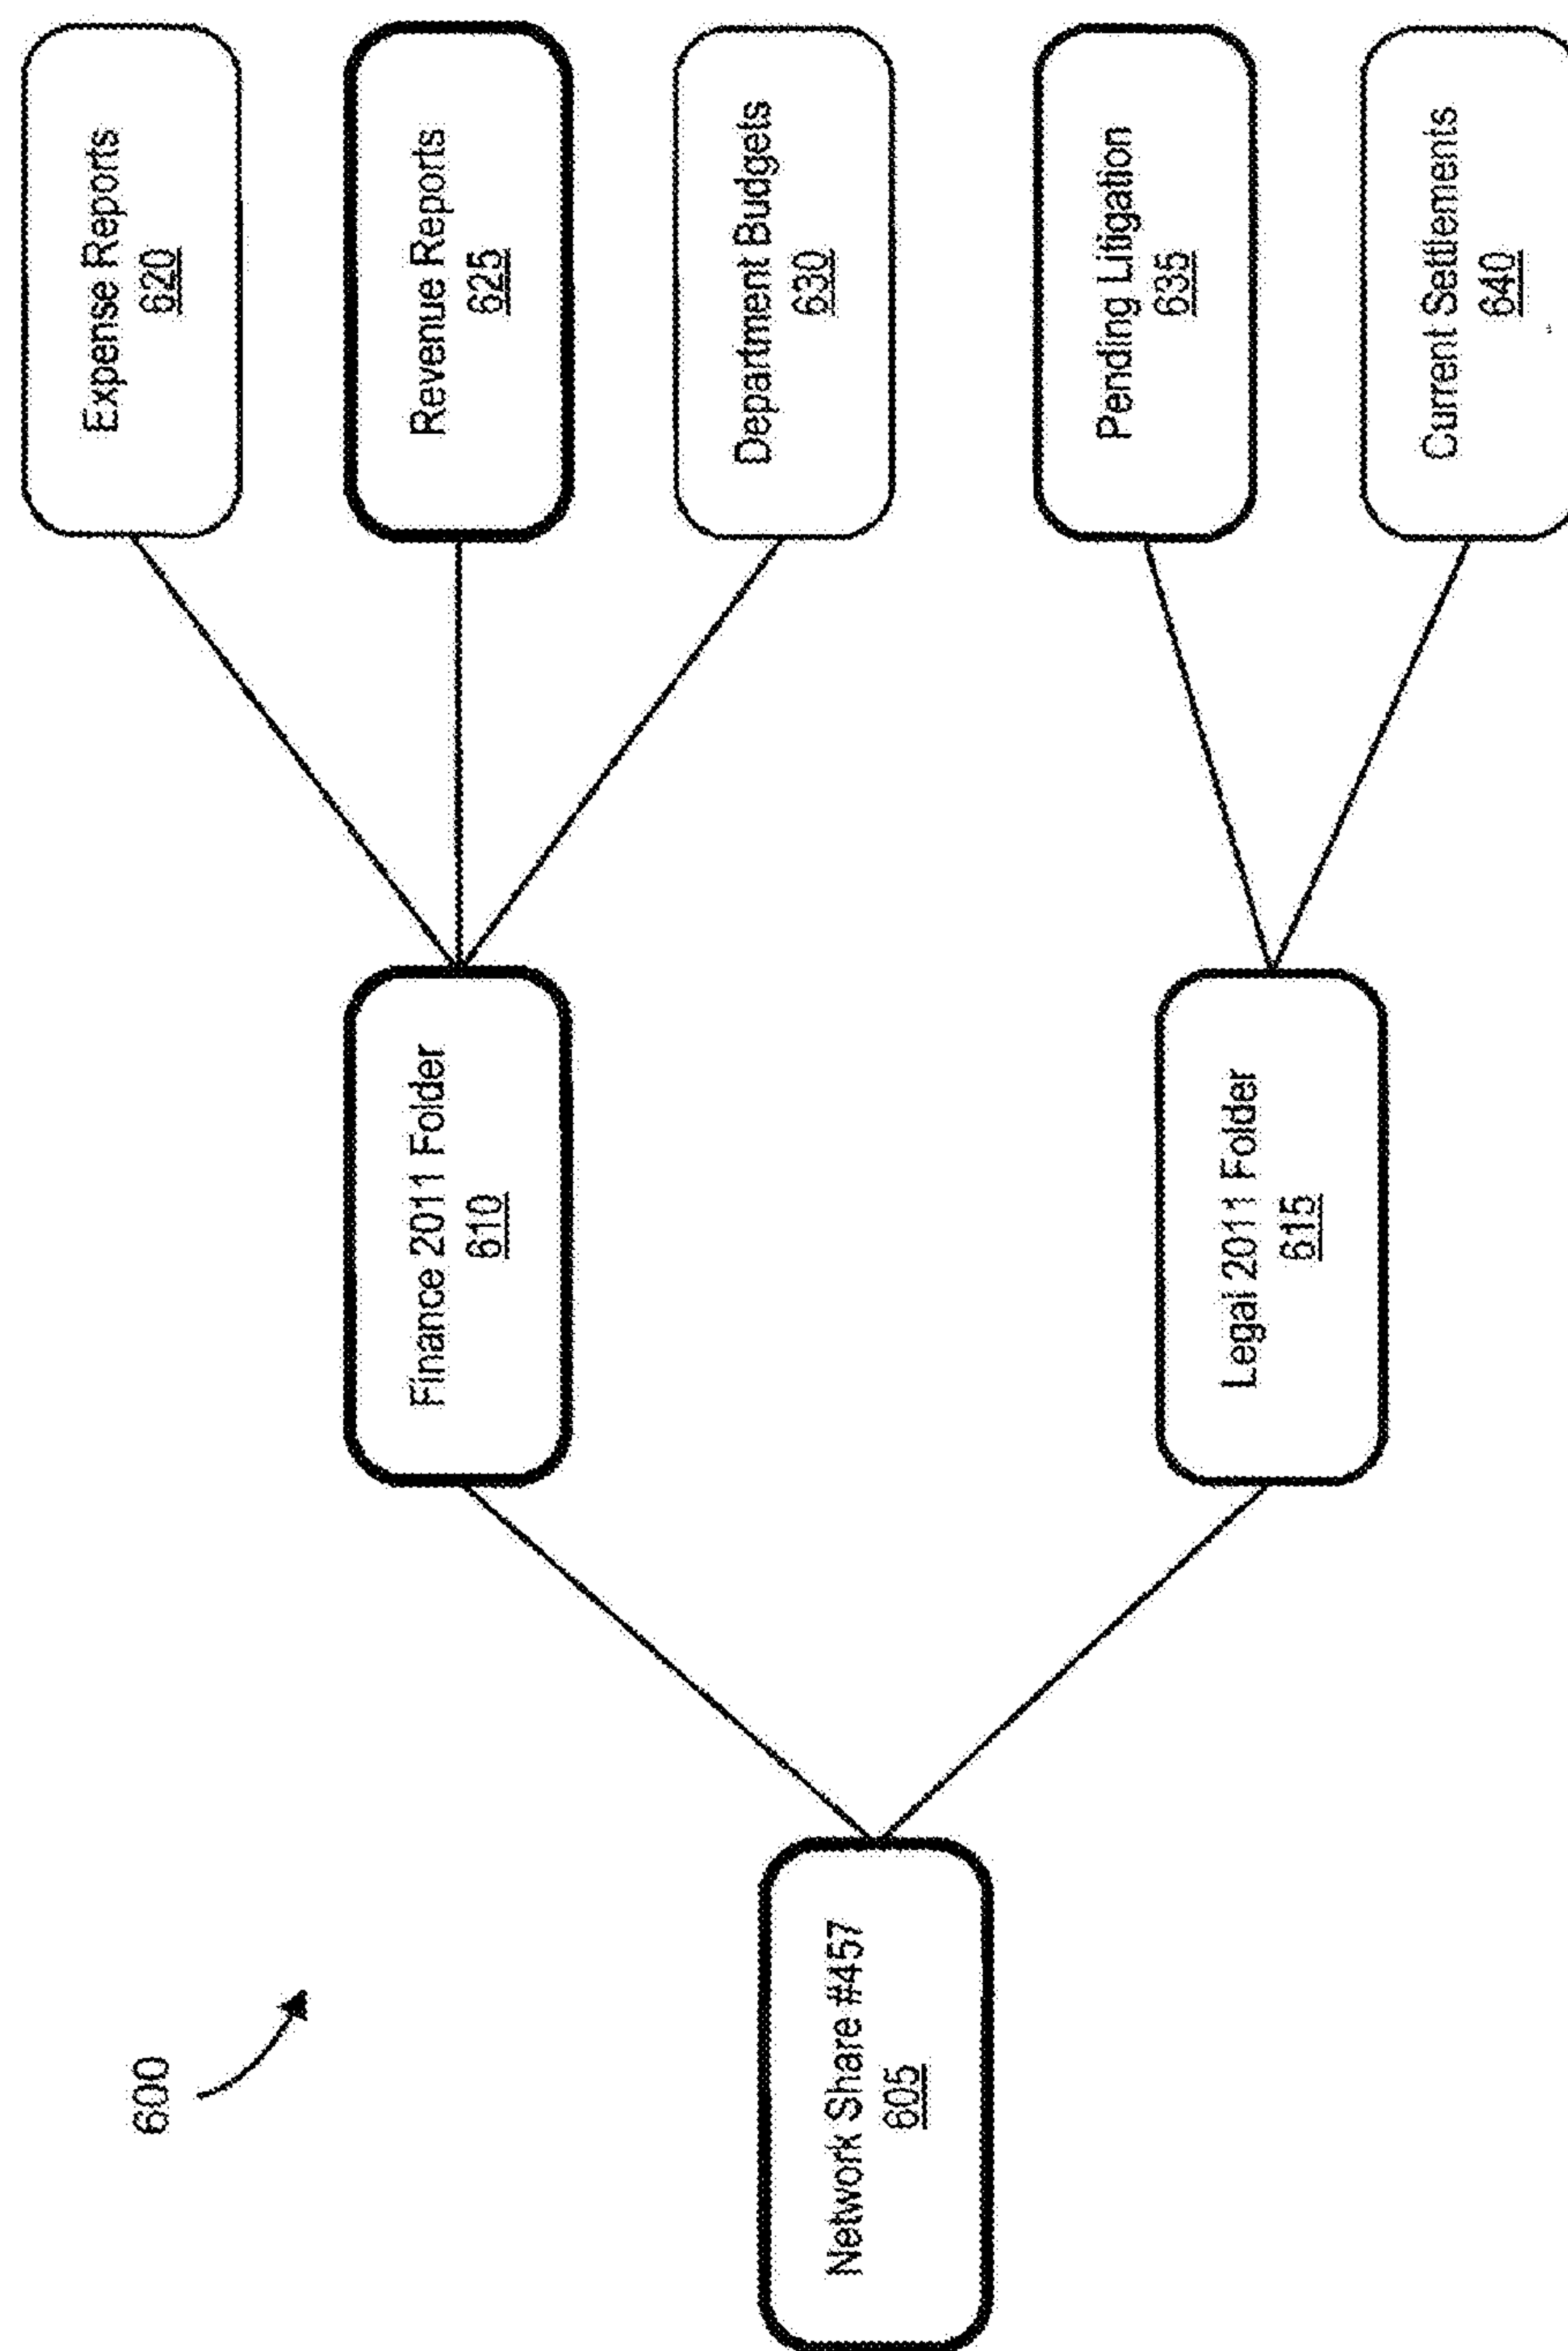 600
Network Share #457
605
Finance 2011 Folder
610
Legal 2011 Folder
615
Expense Reports
620
Revenue Reports
625
Department Budgets
630
Pending Litigation
635
Current Settlements
640